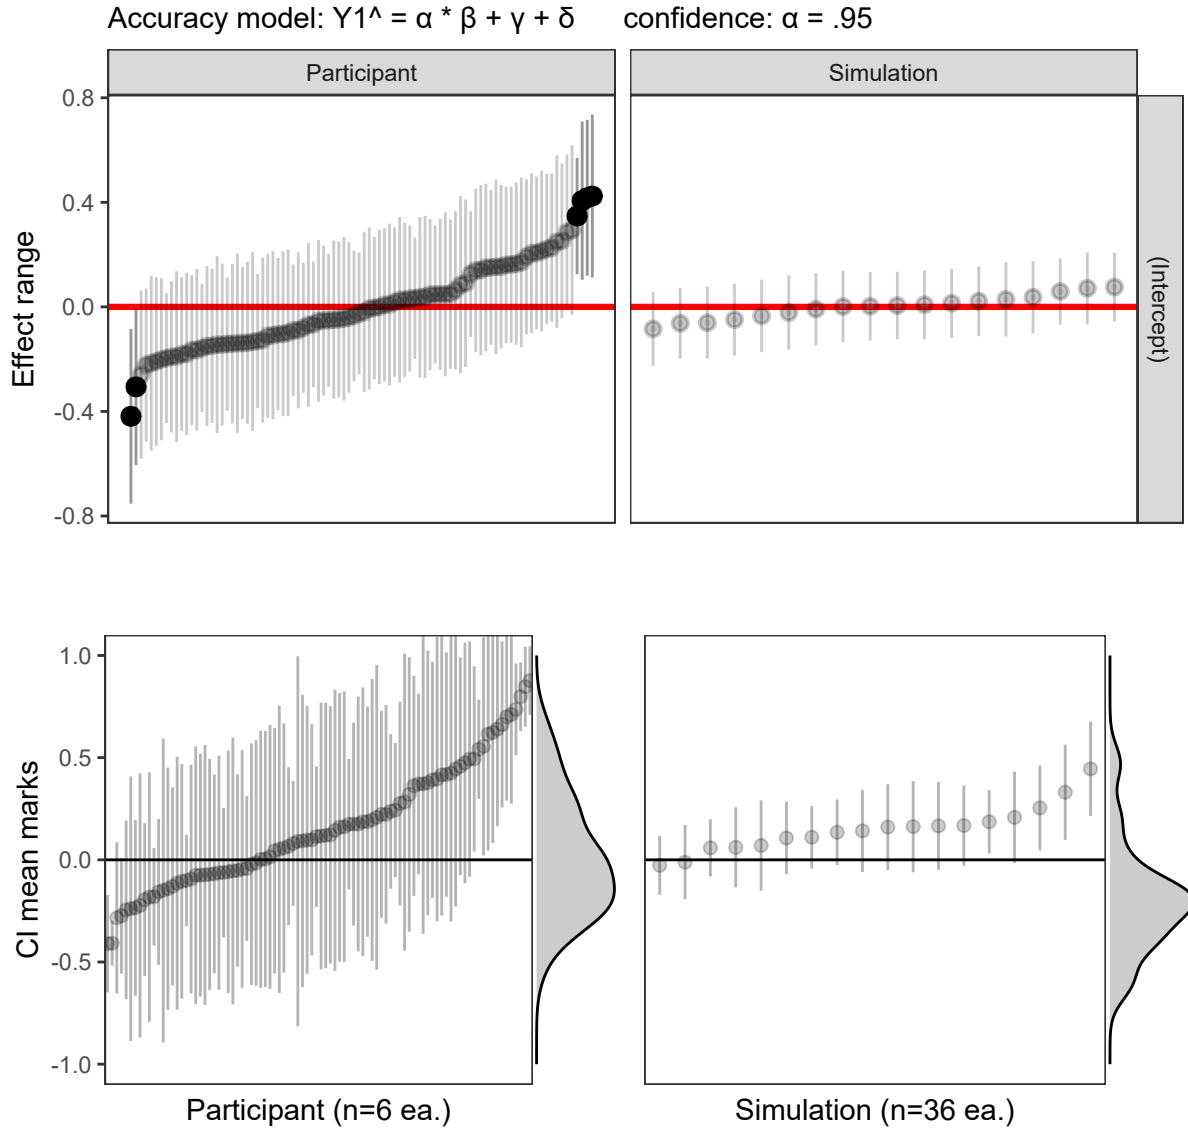 Accuracy model: Y1^ = α * β + γ + δ confidence: α = .95
Participant Simulation
0.8
0.4
0.0
-0.4
-0.8
Effect range
(Intercept)
1.0
0.5
0.0
-0.5
-1.0
CI mean marks
Participant (n=6 ea.) Simulation (n=36 ea.)